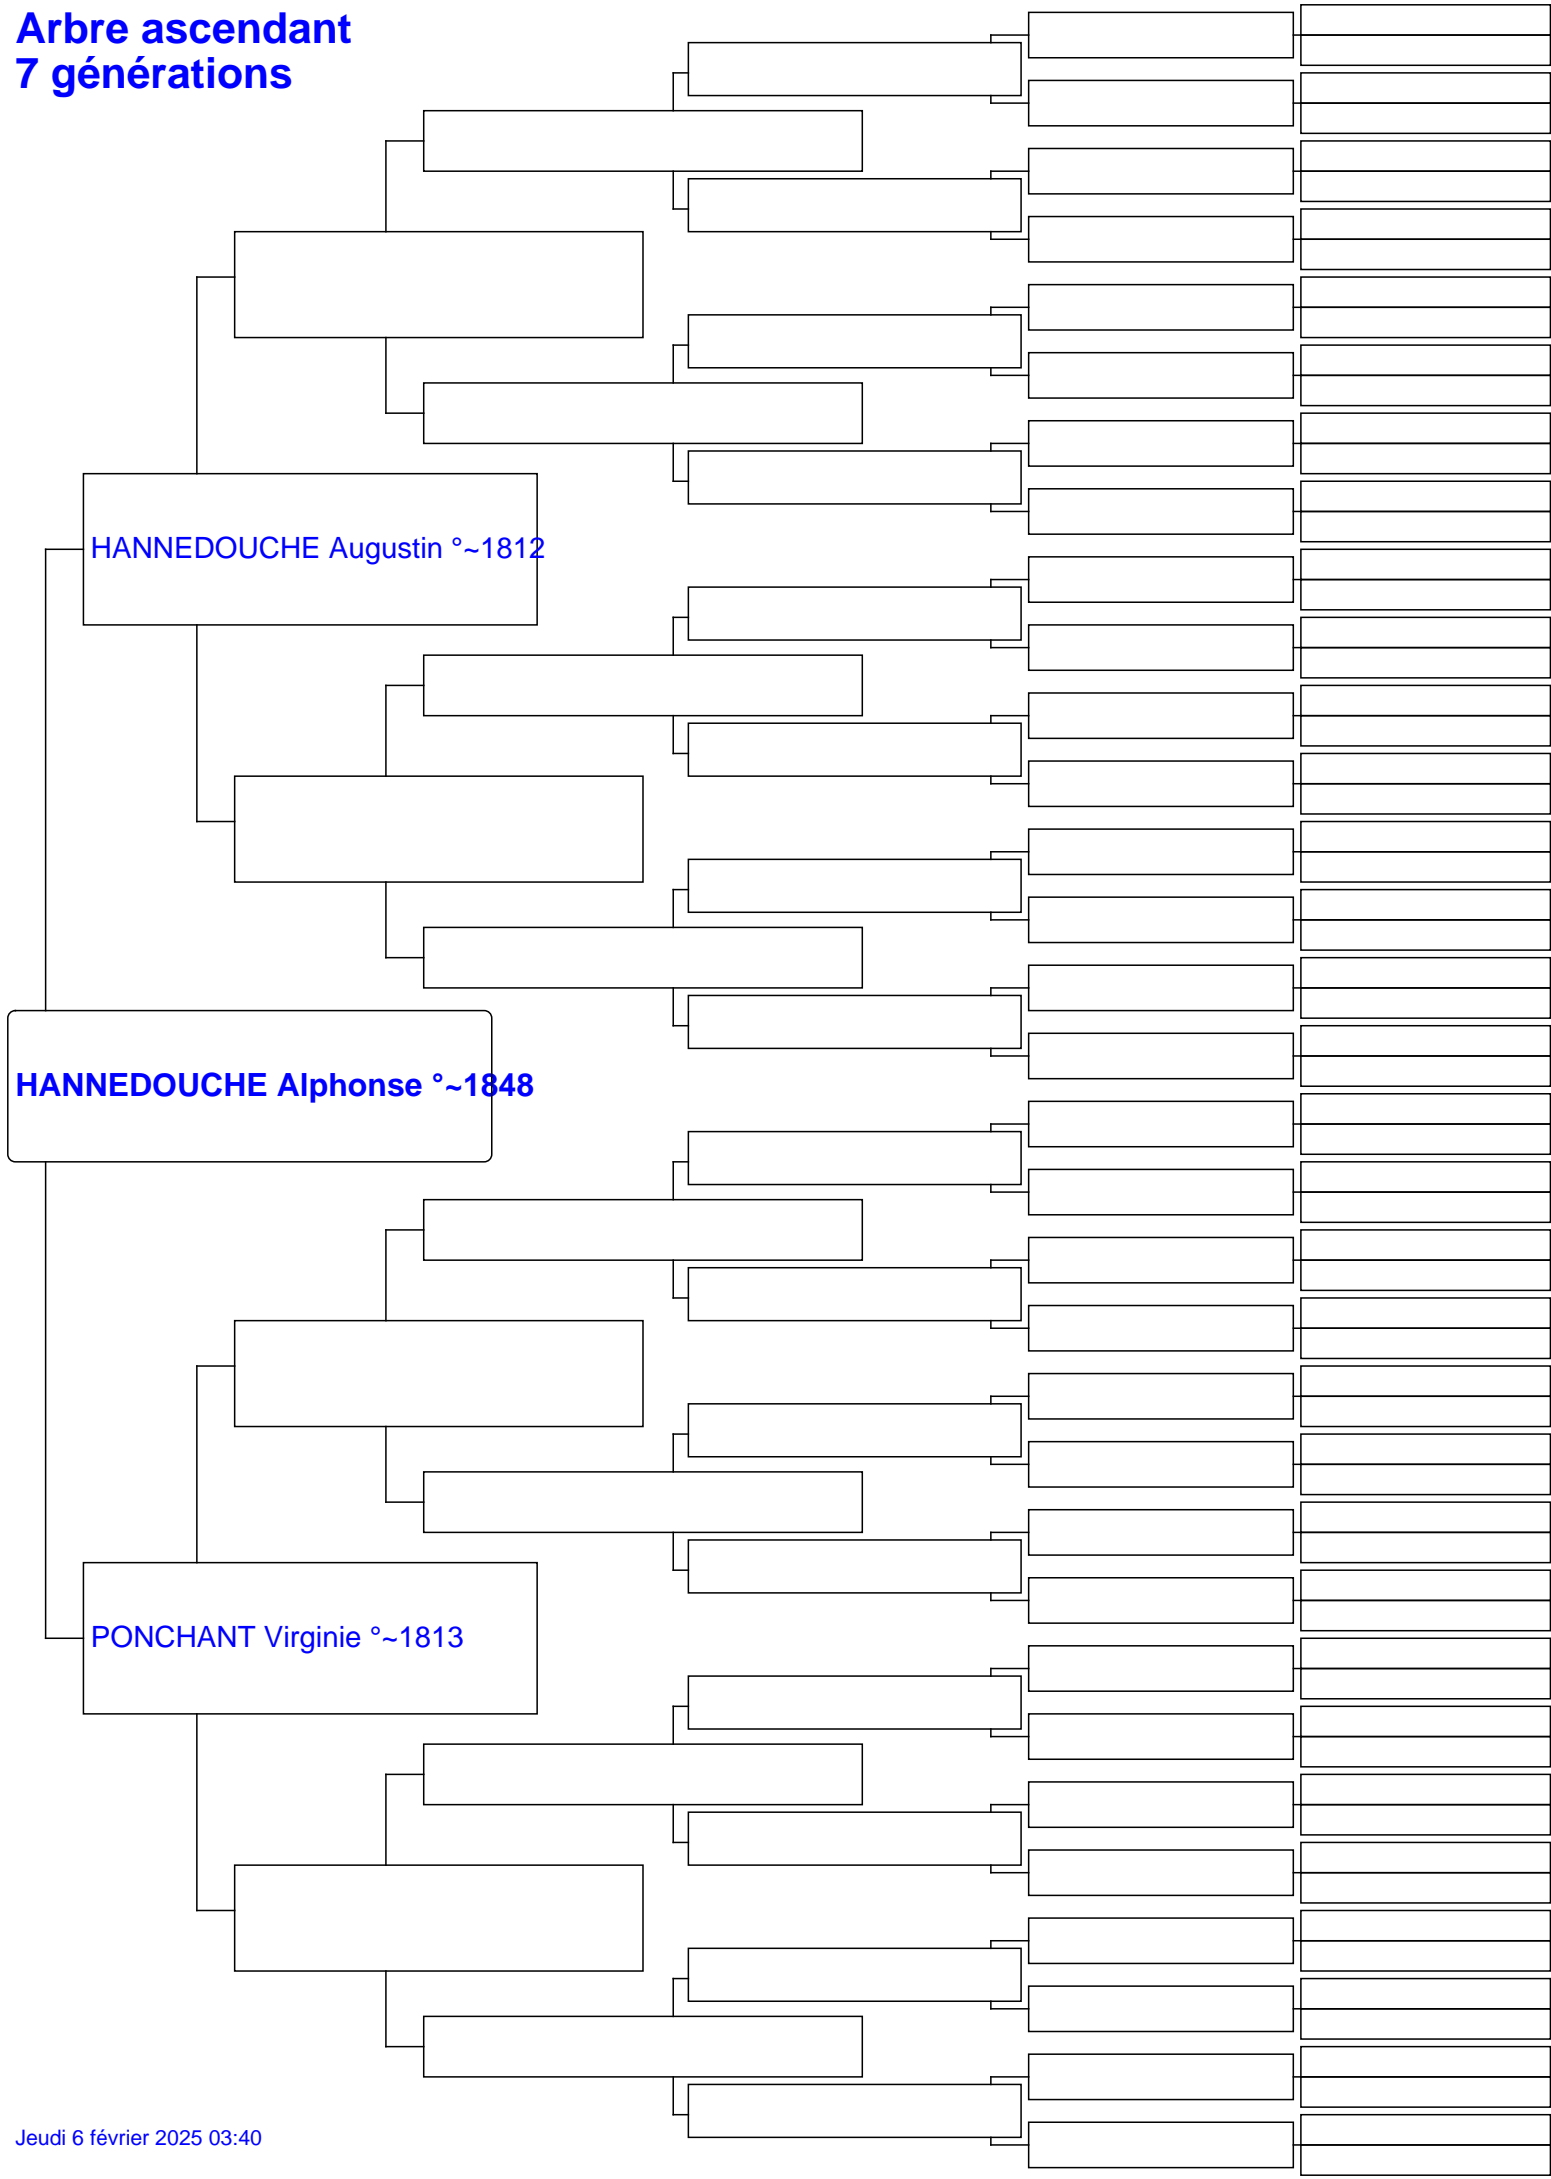 Arbre ascendant
7 générations
HANNEDOUCHE Augustin °~1812
HANNEDOUCHE Alphonse °~1848
PONCHANT Virginie °~1813
Jeudi 6 février 2025 03:40